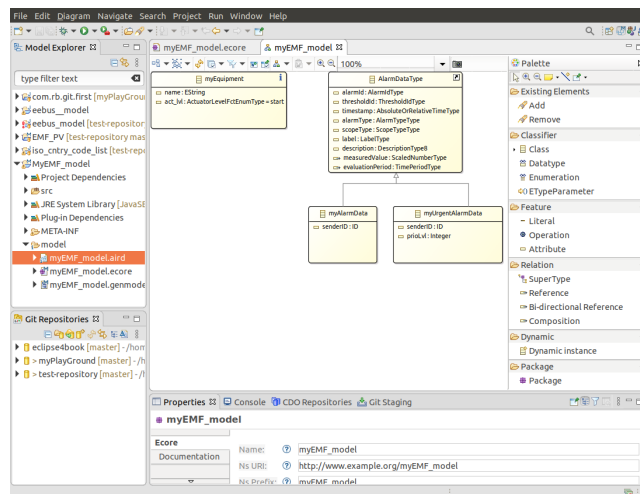 File Edit Diagram Navigate Search Project Run Window Help
Model Explorer
myEMF_model.ecore
myEMF_model
100%
type filter text
com.rb.git.first [myPlayGroun
eebus__modello
eebus_model [test-repository
EMF_PV [test-repository mas
iso_cntry_code_list [test-repo
MyEMF_model
Project Dependencies
src
JRE System Library [JavaSE
Plug-in Dependencies
META-INF
model
myEMF_model.aird
myEMF_model.ecore
myEMF_model.genmode
Git Repositories
eclipse4book [master] - /hom
> myPlayGround [master] - /h
> test-repository [master] - /h
myEquipment
name : EString
act_lvl : ActuatorLevelFctEnumType = start
AlarmDataType
alarmId : AlarmIdType
thresholdId : ThresholdIdType
timestamp : AbsoluteOrRelativeTimeType
alarmType : AlarmTypeType
scopeType : ScopeTypeType
label : LabelType
description : DescriptionType8
measuredValue : ScaledNumberType
evaluationPeriod : TimePeriodType
myAlarmData
senderID : ID
myUrgentAlarmData
senderID : ID
prioLvl : Integer
Palette
Existing Elements
Add
Remove
Classifier
Class
Datatype
Enumeration
ETypeParameter
Feature
Literal
Operation
Attribute
Relation
SuperType
Reference
Bi-directional Reference
Composition
Dynamic
Dynamic instance
Package
Package
Properties
Console
CDO Repositories
Git Staging
myEMF_model
Ecore
Documentation
Name:
myEMF_model
Ns URI:
http://www.example.org/myEMF_model
Ns Prefix:
myEMF_model